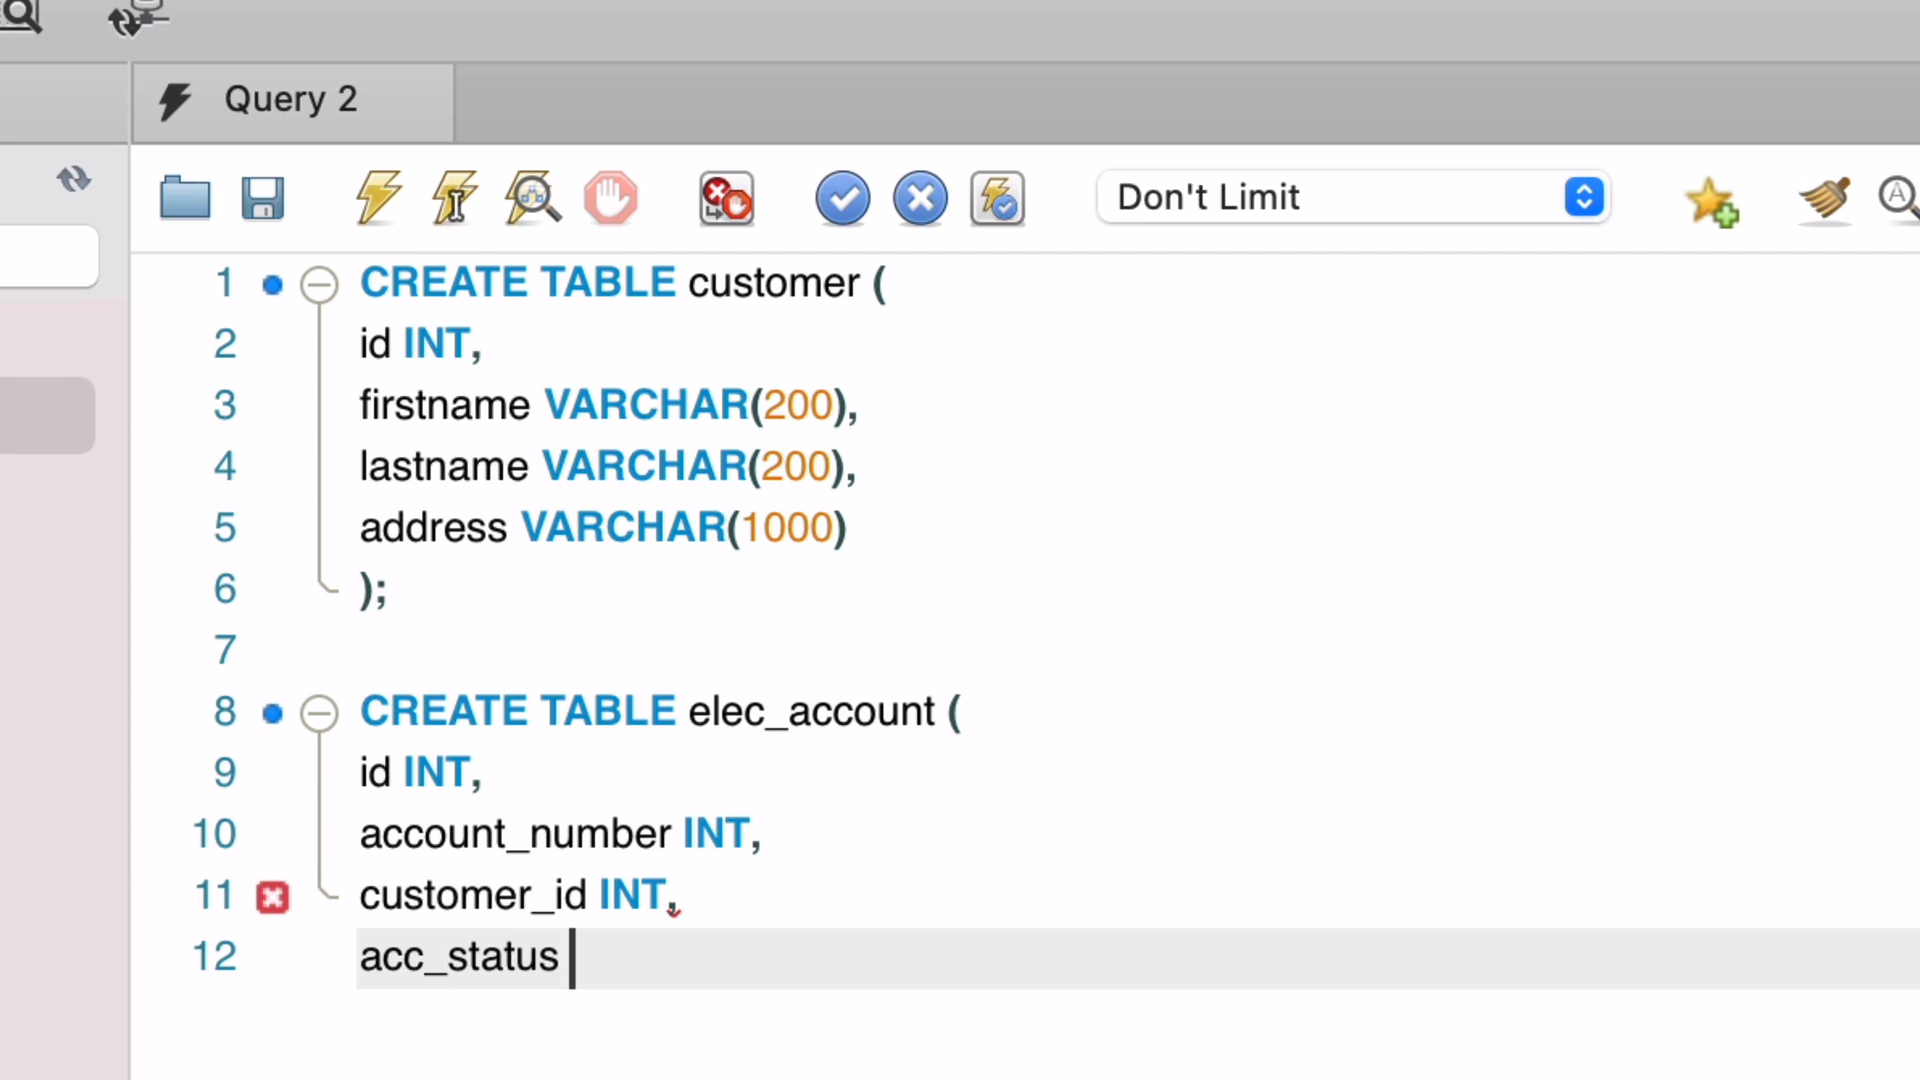 Query 2
Don't Limit
1 CREATE TABLE customer (
2 id INT,
3 firstname VARCHAR(200),
4 lastname VARCHAR(200),
5 address VARCHAR(1000)
6 );
7
8 CREATE TABLE elec_account (
9 id INT,
10 account_number INT,
11 customer_id INT,
12 acc_status